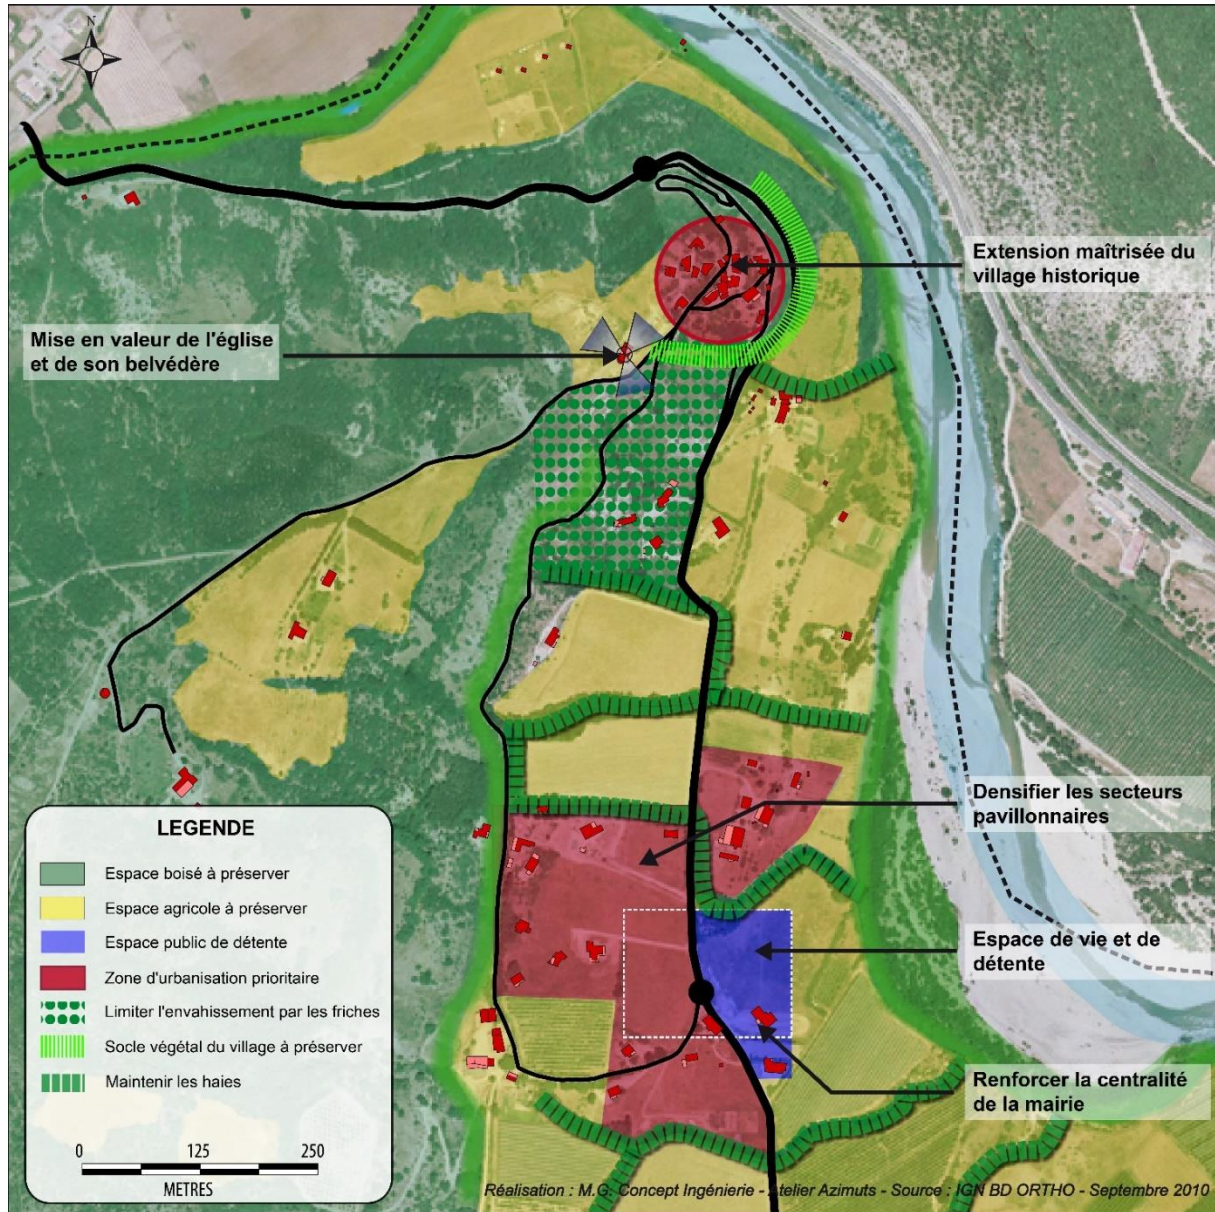 N
Extension maîtrisée du
village historique
Mise en valeur de l'église
et de son belvédère
Densifier les secteurs
pavillonnaires
Espace de vie et de
détente
Renforcer la centralité
de la mairie
LEGENDE
Espace boisé à préserver
Espace agricole à préserver
Espace public de détente
Zone d'urbanisation prioritaire
Limiter l'envahissement par les friches
Socle végétal du village à préserver
Maintenir les haies
0 125 250
METRES
Réalisation : M.G. Concept Ingénierie - Atelier Azimuts - Source : IGN BD ORTHO - Septembre 2010